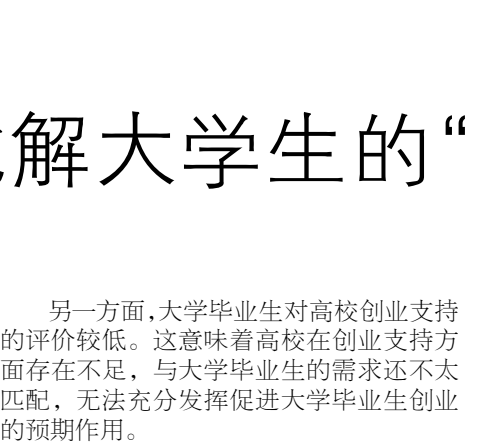 解大学生的“
另一方面,大学毕业生对高校创业支持
的评价较低。这意味着高校在创业支持方
面存在不足，与大学毕业生的需求还不太
匹配，无法充分发挥促进大学毕业生创业
的预期作用。